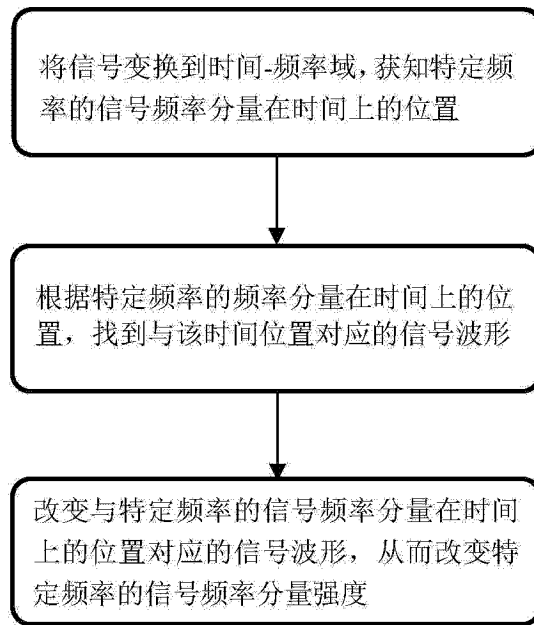 将信号变换到时间-频率域,获知特定频
率的信号频率分量在时间上的位置
根据特定频率的频率分量在时间上的位
置，找到与该时间位置对应的信号波形
改变与特定频率的信号频率分量在时间
上的位置对应的信号波形，从而改变特
定频率的信号频率分量强度